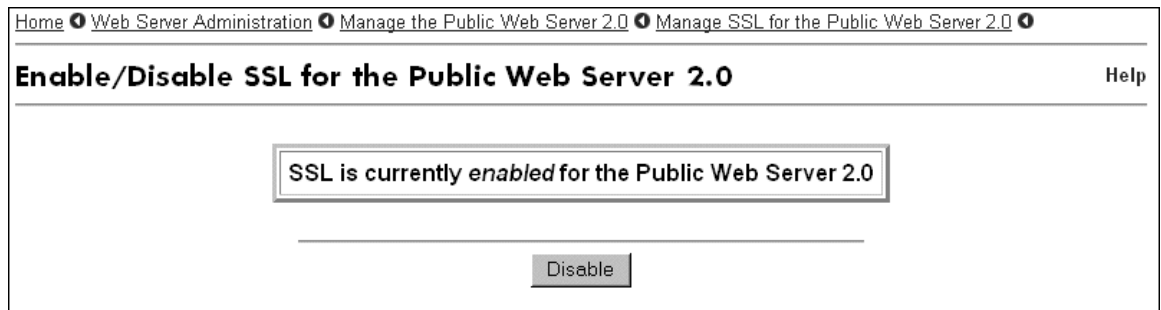 Home Web Server Administration Manage the Public Web Server 2.0 Manage SSL for the Public Web Server 2.0
Enable/Disable SSL for the Public Web Server 2.0 Help
SSL is currently enabled for the Public Web Server 2.0
Disable